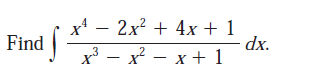 Find ∫ (x⁴ − 2x² + 4x + 1)/(x³ − x² − x + 1) dx.